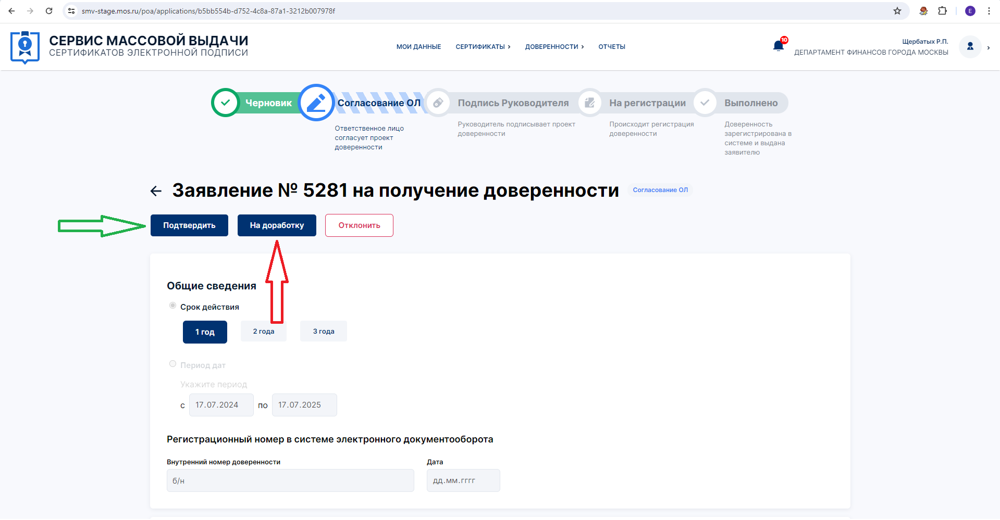 smv-stage.mos.ru/poa/applications/b5bb554b-d752-4c8a-87a1-3212b007978f
E
СЕРВИС МАССОВОЙ ВЫДАЧИ
СЕРТИФИКАТОВ ЭЛЕКТРОННОЙ ПОДПИСИ
МОИ ДАННЫЕ СЕРТИФИКАТЫ ДОВЕРЕННОСТИ ОТЧЕТЫ
10
Щербатых Р.П.
ДЕПАРТАМЕНТ ФИНАНСОВ ГОРОДА МОСКВЫ
Черновик
Согласование ОЛ
Ответственное лицо
согласует проект
доверенности
Подпись Руководителя
Руководитель подписывает проект
доверенности
На регистрации
Происходит регистрация
доверенности
Выполнено
Доверенность
зарегистрирована в
системе и выдана
заявителю
Заявление № 5281 на получение доверенности
Согласование ОЛ
Подтвердить На доработку Отклонить
Общие сведения
Срок действия
1 год 2 года 3 года
Период дат
Укажите период
с 17.07.2024 по 17.07.2025
Регистрационный номер в системе электронного документооборота
Внутренний номер доверенности Дата
б/н дд.мм.гггг